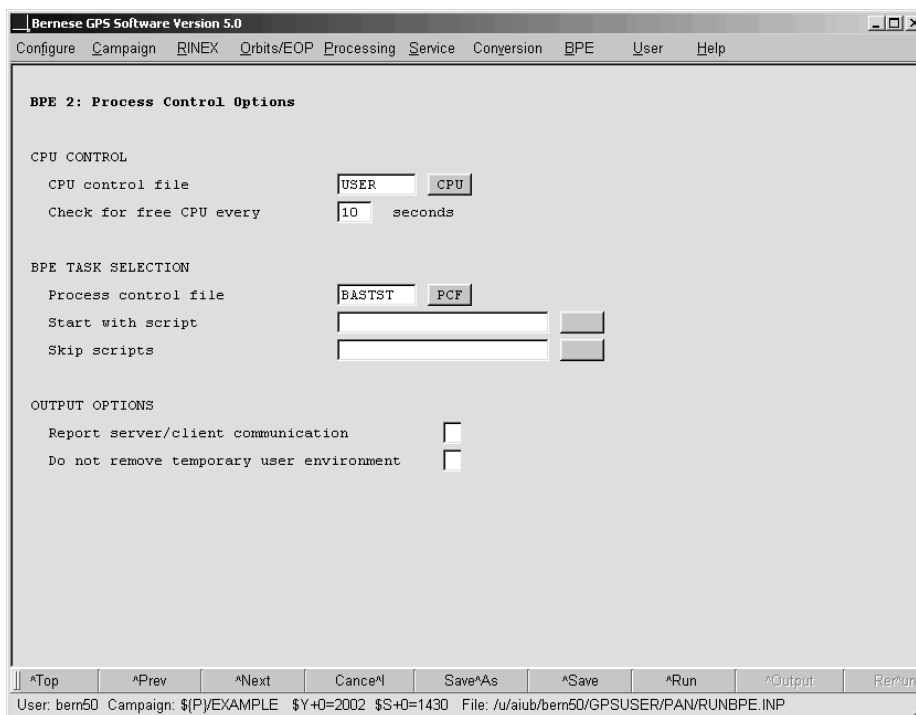 Bernese GPS Software Version 5.0
Configure Campaign RINEX Orbits/EOP Processing Service Conversion BPE User Help
BPE 2: Process Control Options
CPU CONTROL
CPU control file USER CPU
Check for free CPU every 10 seconds
BPE TASK SELECTION
Process control file BASTST PCF
Start with script
Skip scripts
OUTPUT OPTIONS
Report server/client communication
Do not remove temporary user environment
^Top ^Prev ^Next Cance^l Save^As ^Save ^Run ^Output Rer^un
User: bern50 Campaign: ${P}/EXAMPLE $Y+0=2002 $S+0=1430 File: /u/aiub/bern50/GPSUSER/PAN/RUNBPE.INP